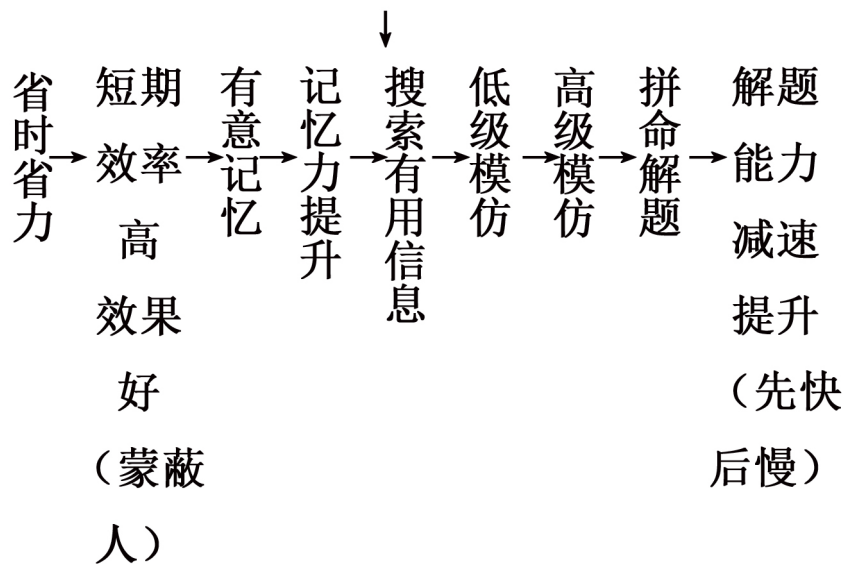 省时省力
短期
效率
高
效果
好
（蒙蔽
人）
有意记忆
记忆力提升
搜索有用信息
低级模仿
高级模仿
拼命解题
解题
能力
减速
提升
（先快
后慢）